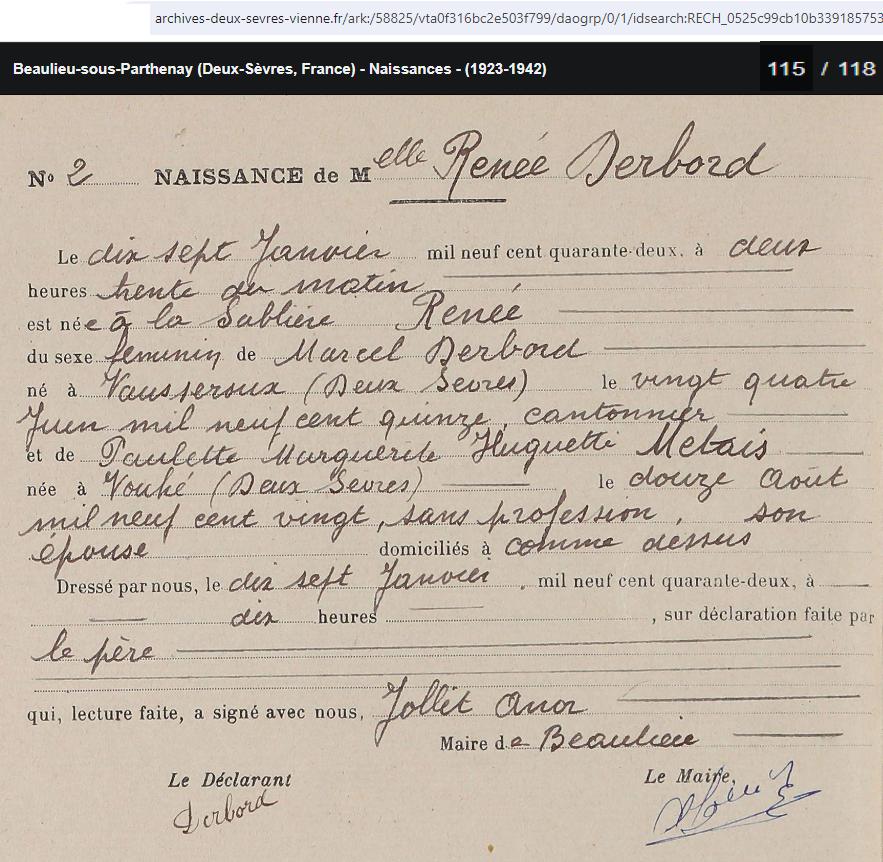 archives-deux-sevres-vienne.fr/ark:/58825/vta0f316bc2e503f799/daogrp/0/1/idsearch:RECH_0525c99cb10b339185753
Beaulieu-sous-Parthenay (Deux-Sèvres, France) - Naissances - (1923-1942) 115 / 118
N° 2 NAISSANCE de Melle Renée Derbord
Le dix sept Janvier mil neuf cent quarante-deux, à deux
heures trente du matin
est née à la Sablière Renée
du sexe féminin de Marcel Derbord
né à Vausseroux (Deux Sevres) le vingt quatre
Juin mil neuf cent quinze, cantonnier
et de Paulette Marguerite Huguette Metais
née à Vouhé (Deux Sevres) le douze Août
mil neuf cent vingt, sans profession, son
épouse domiciliés à comme dessus
Dressé par nous, le dix sept Janvier, mil neuf cent quarante-deux, à
dix heures, sur déclaration faite par
le père
qui, lecture faite, a signé avec nous, Jollit
Maire de Beaulieu
Le Déclarant Le Maire,
Derbord